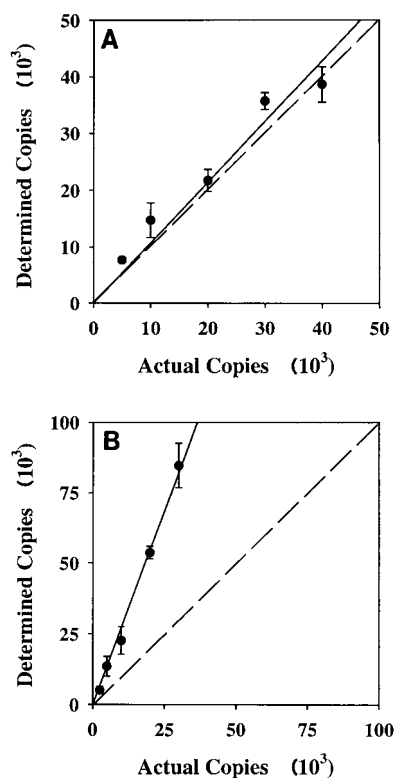 A
Determined Copies (10³)
50
40
30
20
10
0
0 10 20 30 40 50
Actual Copies (10³)
B
Determined Copies (10³)
100
75
50
25
0
0 25 50 75 100
Actual Copies (10³)